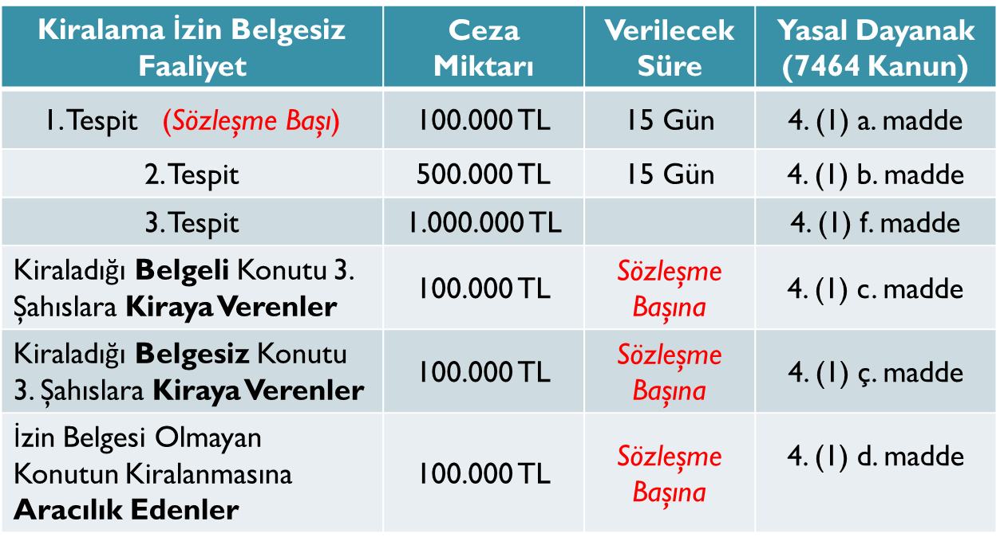 Kiralama İzin Belgesiz
Faaliyet
Ceza
Miktarı
Verilecek
Süre
Yasal Dayanak
(7464 Kanun)
1. Tespit (Sözleşme Başı)
100.000 TL
15 Gün
4. (1) a. madde
2. Tespit
500.000 TL
15 Gün
4. (1) b. madde
3. Tespit
1.000.000 TL
4. (1) f. madde
Kiraladığı Belgeli Konutu 3.
Şahıslara Kiraya Verenler
100.000 TL
Sözleşme
Başına
4. (1) c. madde
Kiraladığı Belgesiz Konutu
3. Şahıslara Kiraya Verenler
100.000 TL
Sözleşme
Başına
4. (1) ç. madde
İzin Belgesi Olmayan
Konutun Kiralanmasına
Aracılık Edenler
100.000 TL
Sözleşme
Başına
4. (1) d. madde